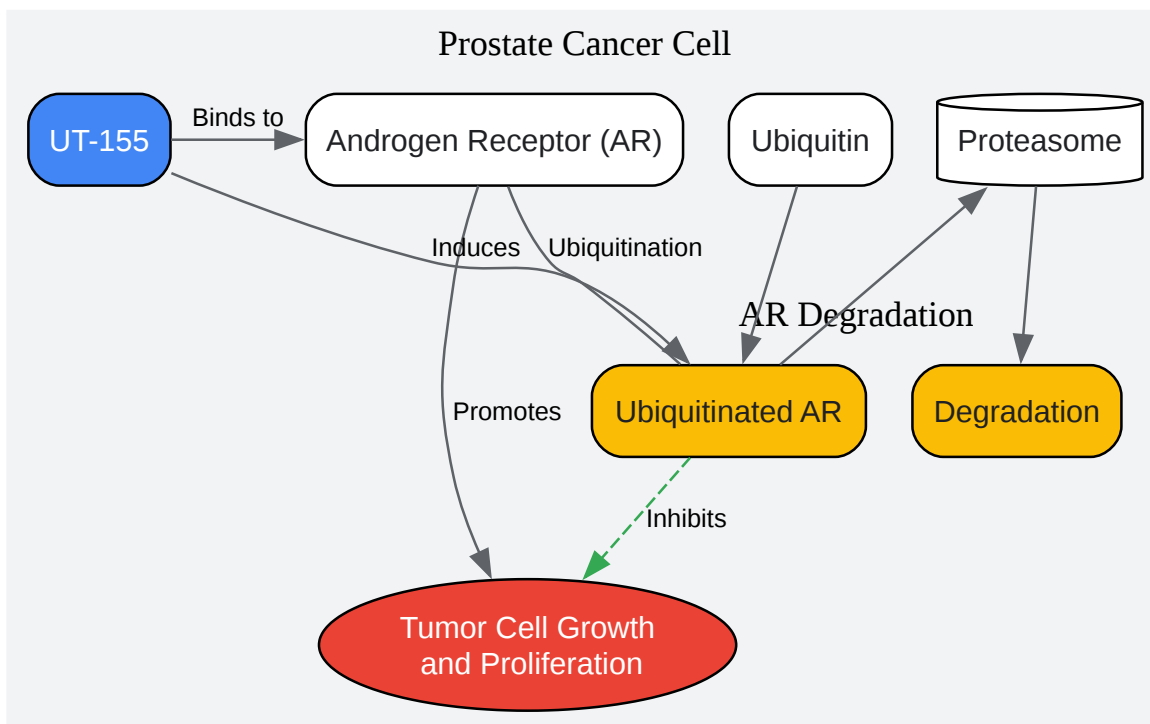 Prostate Cancer Cell
UT-155
Binds to
Androgen Receptor (AR)
Ubiquitin
Proteasome
Induces
Ubiquitination
AR Degradation
Promotes
Ubiquitinated AR
Degradation
Inhibits
Tumor Cell Growth
and Proliferation